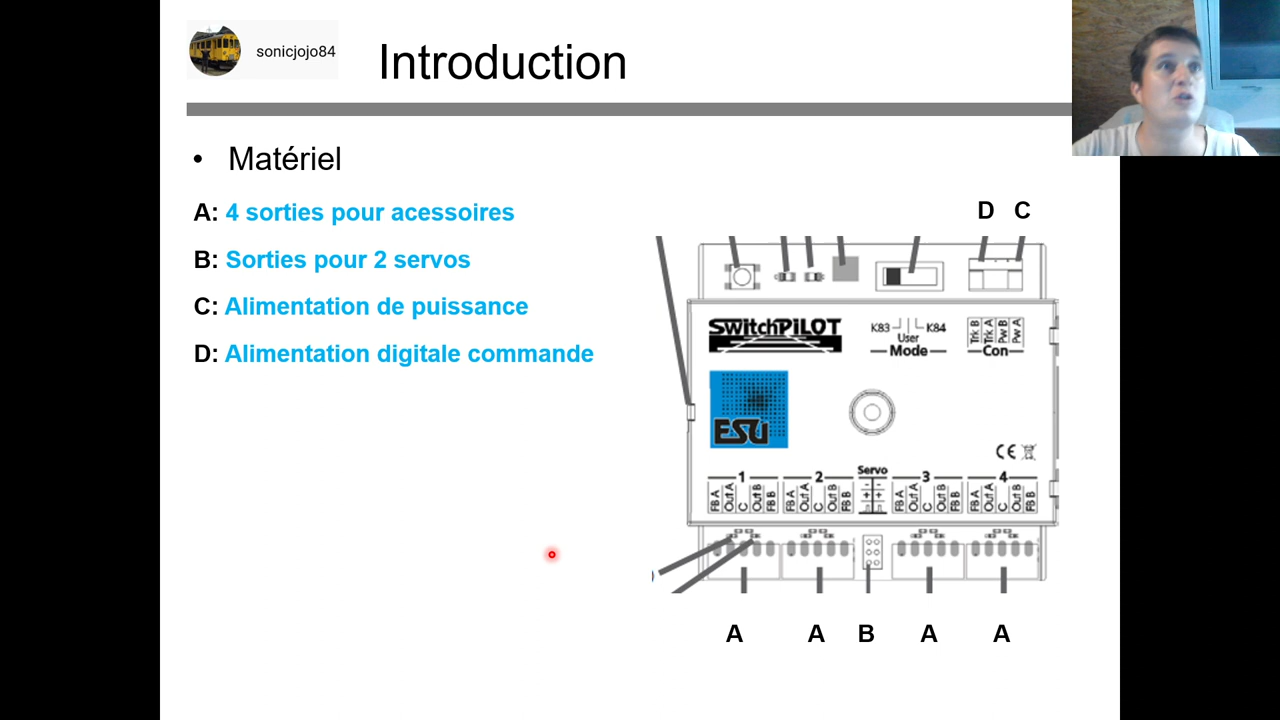 sonicjojo84
Introduction
• Matériel
A: 4 sorties pour acessoires
B: Sorties pour 2 servos
C: Alimentation de puissance
D: Alimentation digitale commande
D C
SwitchPILOT
K83 K84
User
Mode
Trk B
Trk A
Pw B
Pw A
Con
ESU
CE
1 2 Servo 3 4
FB A Out A C Out B FB B
FB A Out A C Out B FB B
- -
+ +
FB A Out A C Out B FB B
FB A Out A C Out B FB B
A A B A A